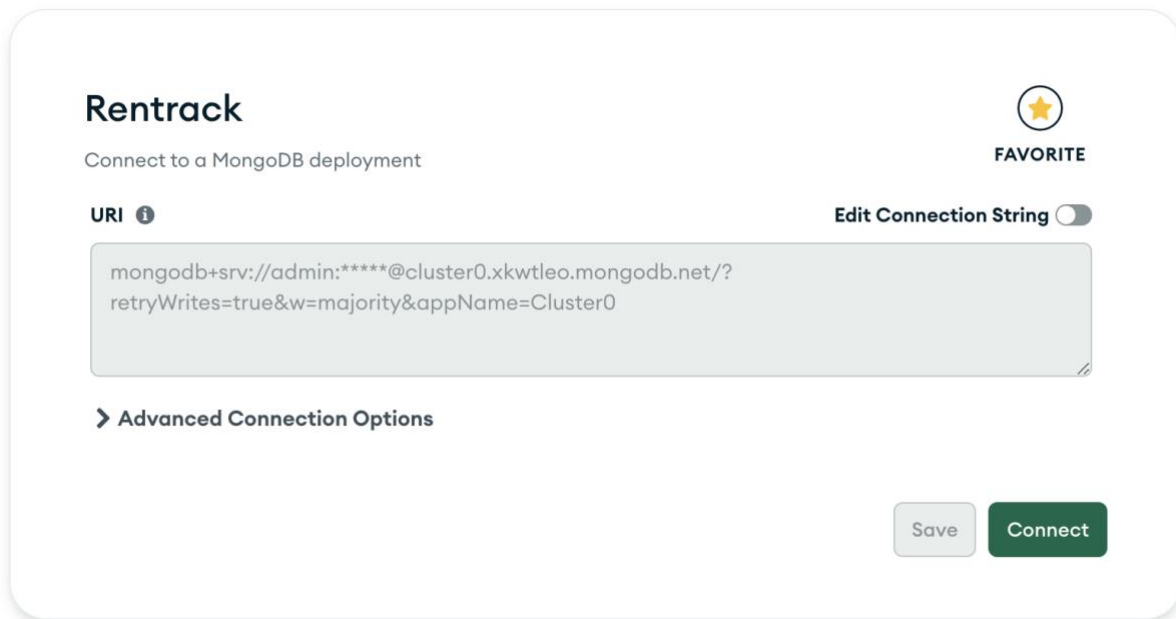 Rentrack
FAVORITE
Connect to a MongoDB deployment
URI
Edit Connection String
mongodb+srv://admin:*****@cluster0.xkwtleo.mongodb.net/?
retryWrites=true&w=majority&appName=Cluster0
Advanced Connection Options
Save
Connect